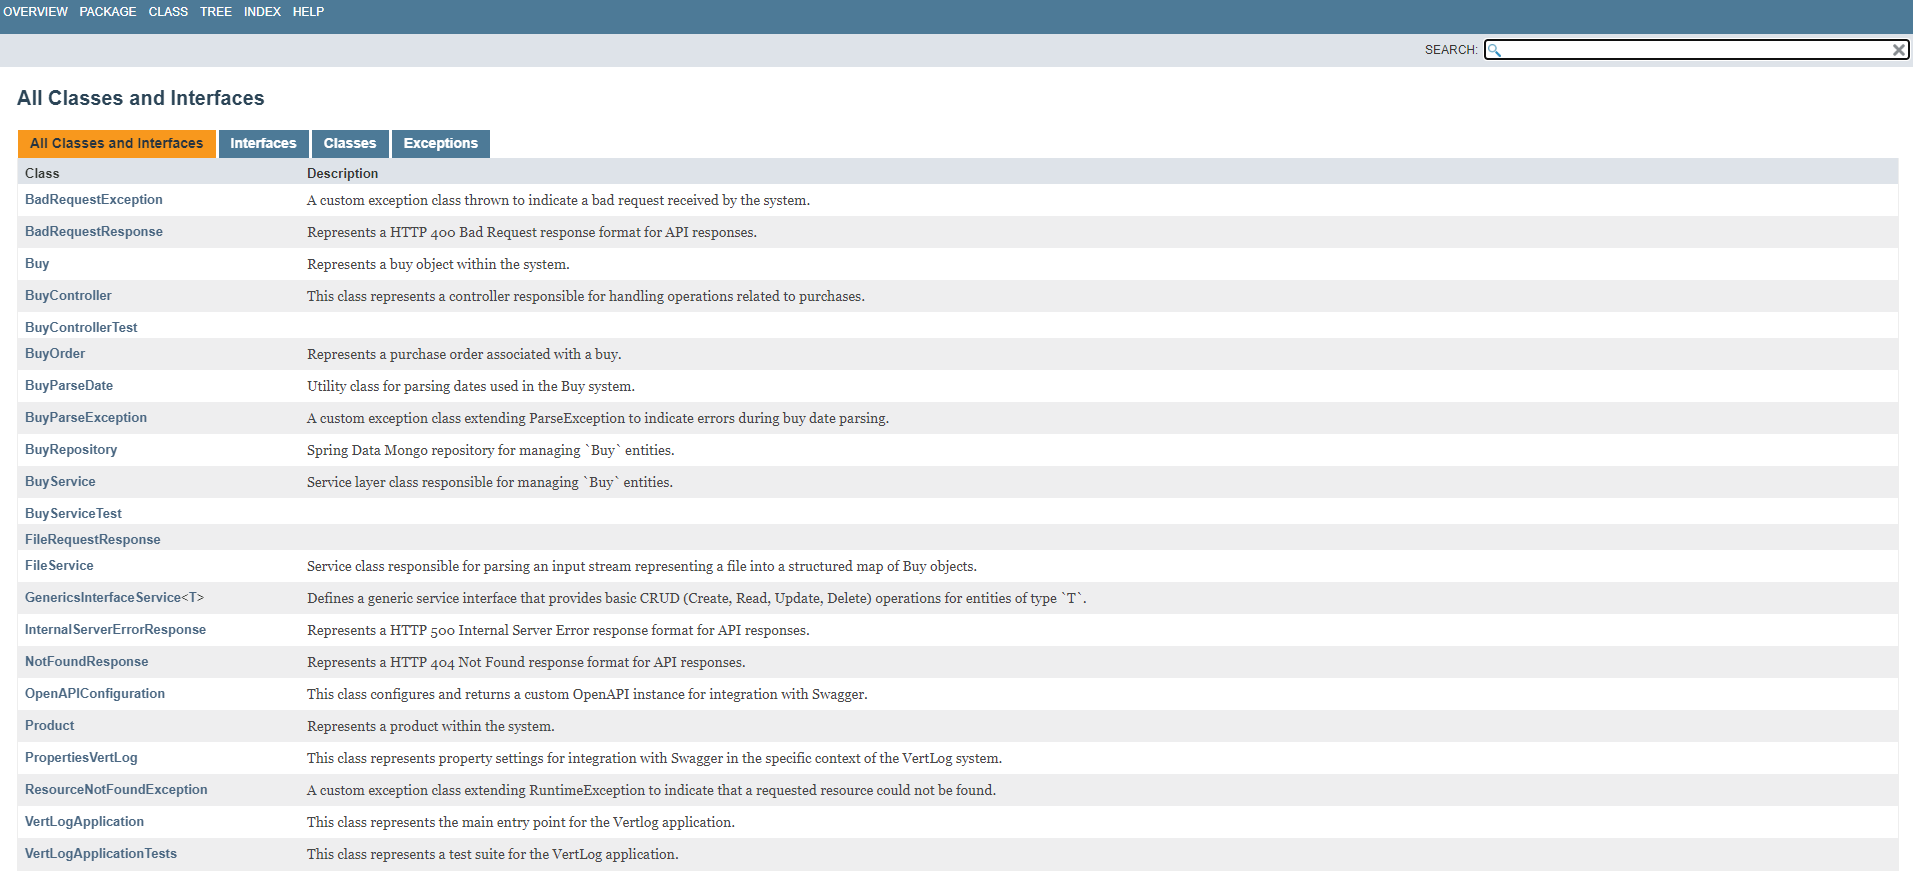 OVERVIEW PACKAGE CLASS TREE INDEX HELP
SEARCH:
All Classes and Interfaces
All Classes and Interfaces Interfaces Classes Exceptions
Class Description
BadRequestException A custom exception class thrown to indicate a bad request received by the system.
BadRequestResponse Represents a HTTP 400 Bad Request response format for API responses.
Buy Represents a buy object within the system.
BuyController This class represents a controller responsible for handling operations related to purchases.
BuyControllerTest
BuyOrder Represents a purchase order associated with a buy.
BuyParseDate Utility class for parsing dates used in the Buy system.
BuyParseException A custom exception class extending ParseException to indicate errors during buy date parsing.
BuyRepository Spring Data Mongo repository for managing `Buy` entities.
BuyService Service layer class responsible for managing `Buy` entities.
BuyServiceTest
FileRequestResponse
FileService Service class responsible for parsing an input stream representing a file into a structured map of Buy objects.
GenericsInterfaceService<T> Defines a generic service interface that provides basic CRUD (Create, Read, Update, Delete) operations for entities of type `T`.
InternalServerErrorResponse Represents a HTTP 500 Internal Server Error response format for API responses.
NotFoundResponse Represents a HTTP 404 Not Found response format for API responses.
OpenAPIConfiguration This class configures and returns a custom OpenAPI instance for integration with Swagger.
Product Represents a product within the system.
PropertiesVertLog This class represents property settings for integration with Swagger in the specific context of the VertLog system.
ResourceNotFoundException A custom exception class extending RuntimeException to indicate that a requested resource could not be found.
VertLogApplication This class represents the main entry point for the Vertlog application.
VertLogApplicationTests This class represents a test suite for the VertLog application.